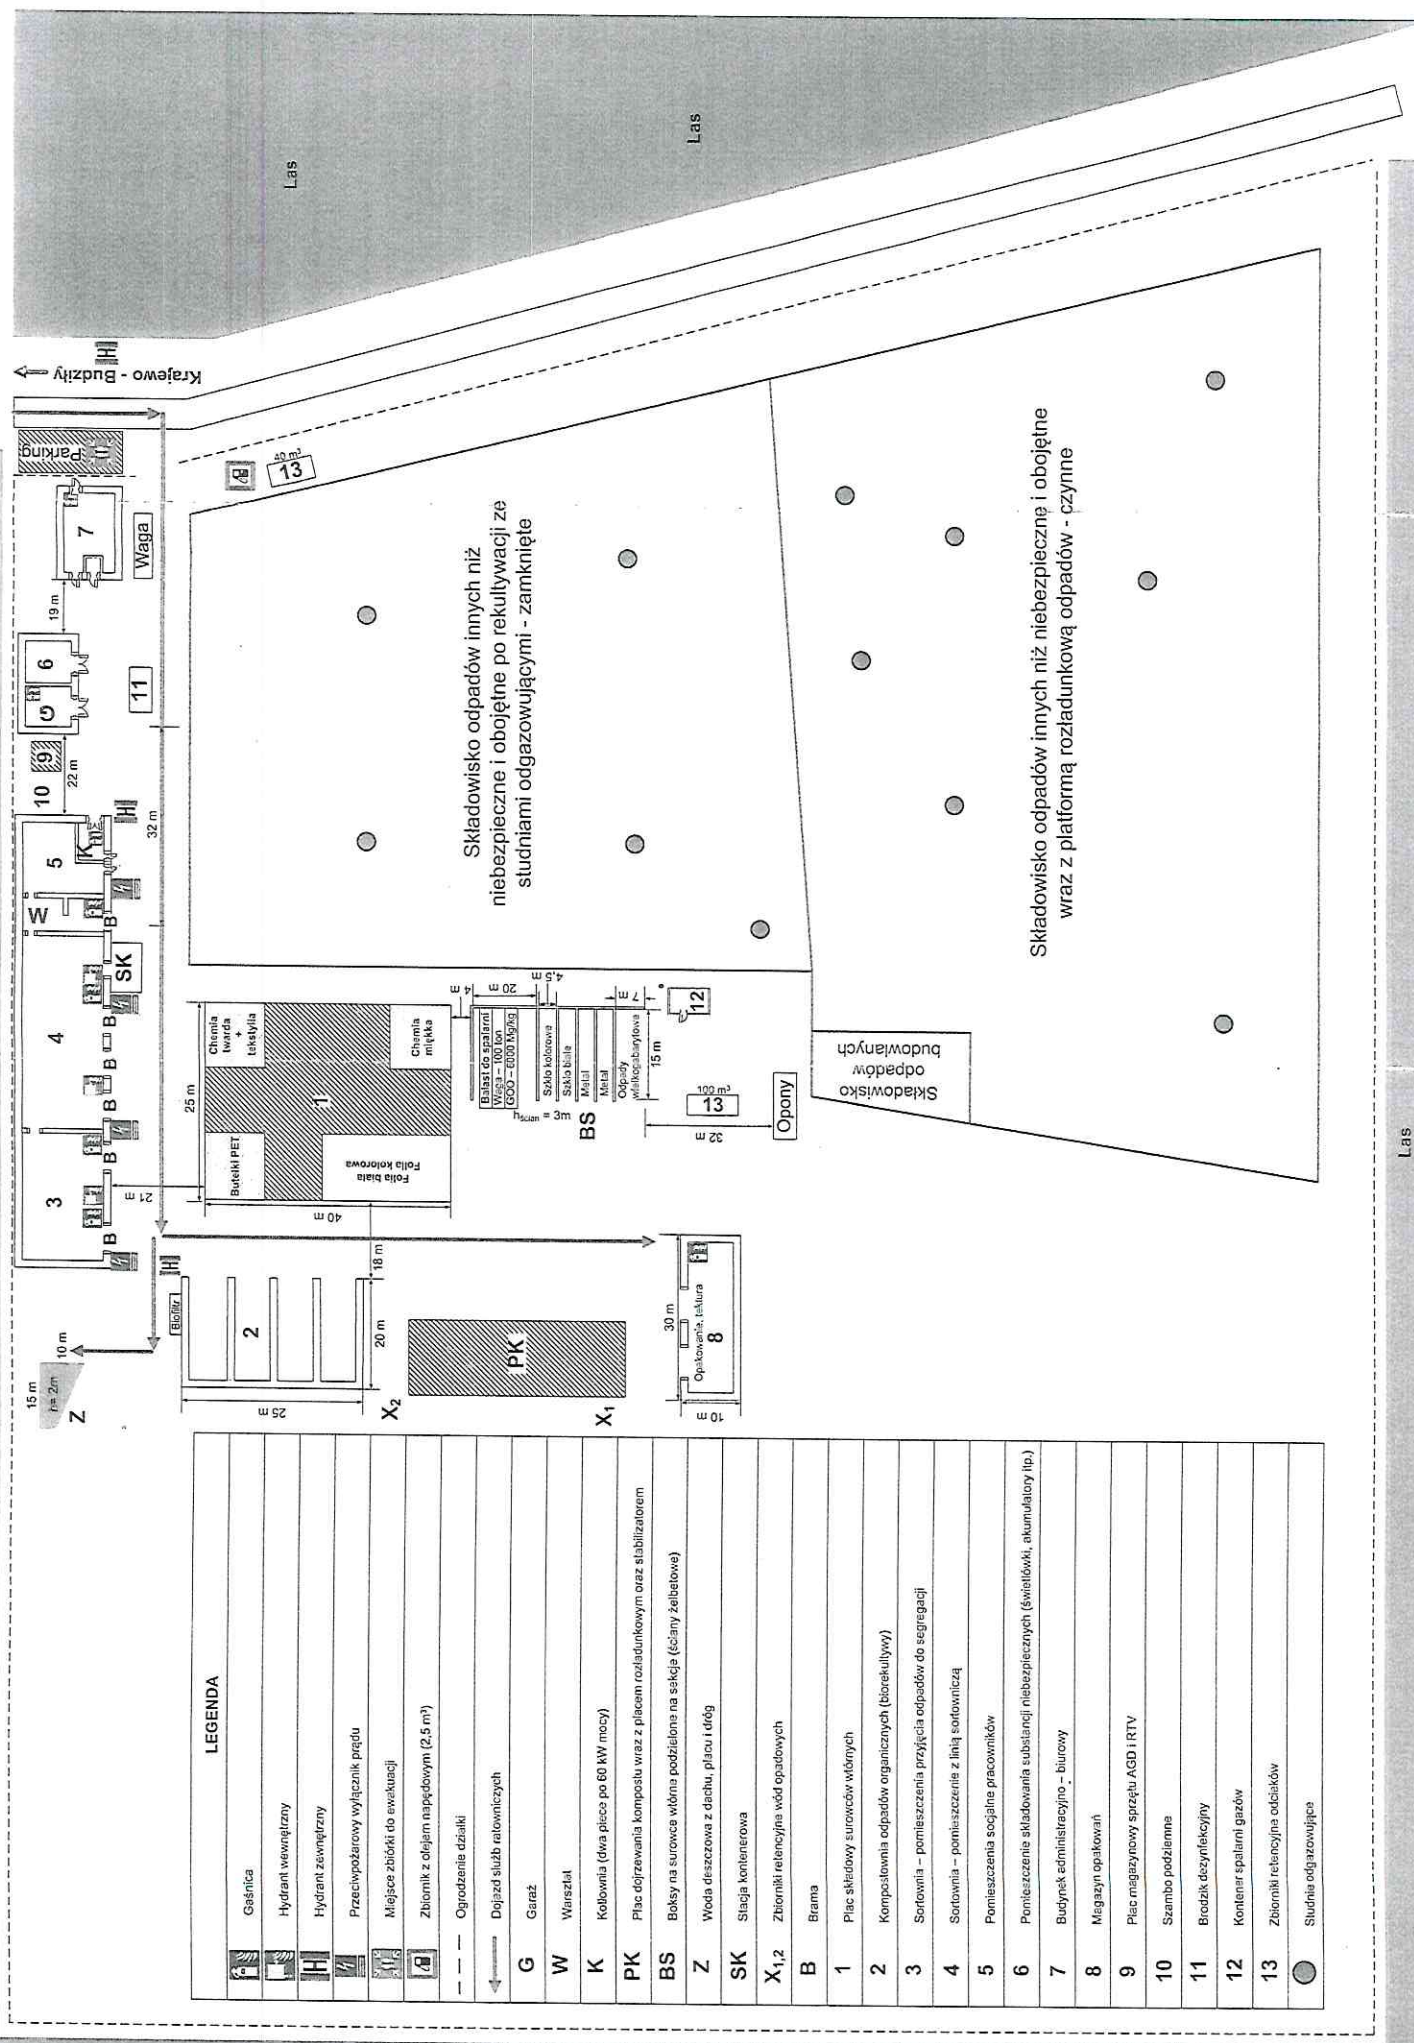 LEGENDA
Gaśnica
Hydrant wewnętrzny
H Hydrant zewnętrzny
Przeciwpożarowy wyłącznik prądu
Miejsce zbiórki do ewakuacji
Zbiornik z olejem napędowym (2,5 m³)
Ogrodzenie działki
Dojazd służb ratowniczych
G Garaż
W Warsztat
K Kotłownia (dwa piece po 60 kW mocy)
PK Plac dojrzewania kompostu wraz z placem rozładunkowym oraz stabilizatorem
BS Boksy na surowce wtórne podzielone na sekcje (ściany żelbetowe)
Z Woda deszczowa z dachu, placu i dróg
SK Stacja kontenerowa
X1,2 Zbiorniki retencyjne wód opadowych
B Brama
1 Plac składowy surowców wtórnych
2 Kompostownia odpadów organicznych (biorekultywy)
3 Sortownia – pomieszczenia przyjęcia odpadów do segregacji
4 Sortownia – pomieszczenie z linią sortowniczą
5 Pomieszczenia socjalne pracowników
6 Pomieszczenie składowania substancji niebezpiecznych (świetlówki, akumulatory itp.)
7 Budynek administracyjno – biurowy
8 Magazyn opakowań
9 Plac magazynowy sprzętu AGD i RTV
10 Szambo podziemne
11 Brodzik dezynfekcyjny
12 Kontener spalarni gazów
13 Zbiorniki retencyjne odcieków
Studnie odgazowujące
15 m
h= 2m
10 m
Z
Biofiltr
H
2
25 m
20 m
18 m
X2
PK
X1
30 m
10 m
Opakowanie, tektura
8
3
4
W
5
K
B
B
B
B
B
B
SK
H
21 m
32 m
10
9
22 m
G
6
19 m
11
7
Waga
Parking
Krajewo - Budziły
H
Las
Las
Las
25 m
40 m
Butelki PET
Folia biała
Folia kolorowa
1
Chemia
twarda
+
tekstylia
Chemia
miękka
4 m
20 m
4,5 m
7 m
Balast do spalarni
Waga – 100 ton
GOO – 6000 Mg/kg
Szkło kolorowe
Szkło białe
Metal
Metal
Odpady
wielkogabarytowe
hścian = 3m
BS
15 m
12
100 m³
13
32 m
Opony
40 m³
13
Składowisko odpadów innych niż
niebezpieczne i obojętne po rekultywacji ze
studniami odgazowującymi - zamknięte
Składowisko odpadów innych niż niebezpieczne i obojętne
wraz z platformą rozładunkową odpadów - czynne
Składowisko
odpadów
budowlanych